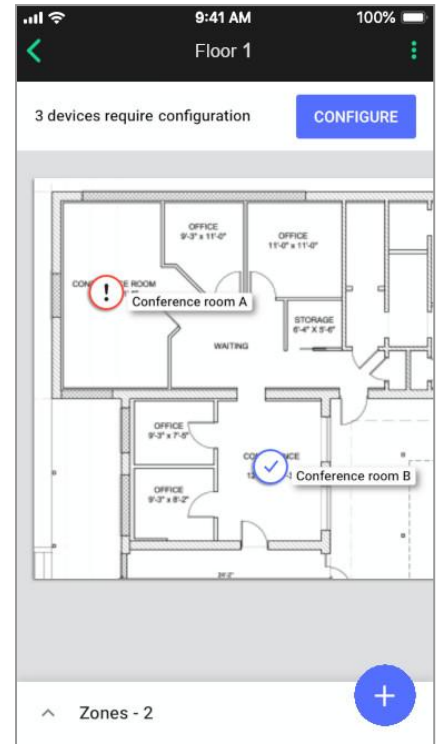 9:41 AM
100%
Floor 1
3 devices require configuration
CONFIGURE
OFFICE
9'-3" x 11'-0"
OFFICE
11'-0" x 11'-0"
ROOM
!
Conference room A
STORAGE
6'-4" X 5'-6"
WAITING
OFFICE
9'-3" x 7'-8"
Conference room B
OFFICE
9'-3" x 8'-2"
Zones - 2
+